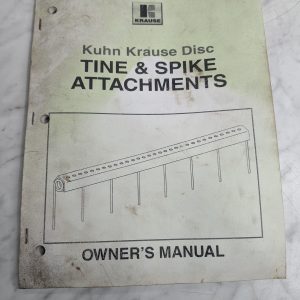 KRAUSE
Kuhn Krause Disc
TINE & SPIKE
ATTACHMENTS
OWNER'S MANUAL